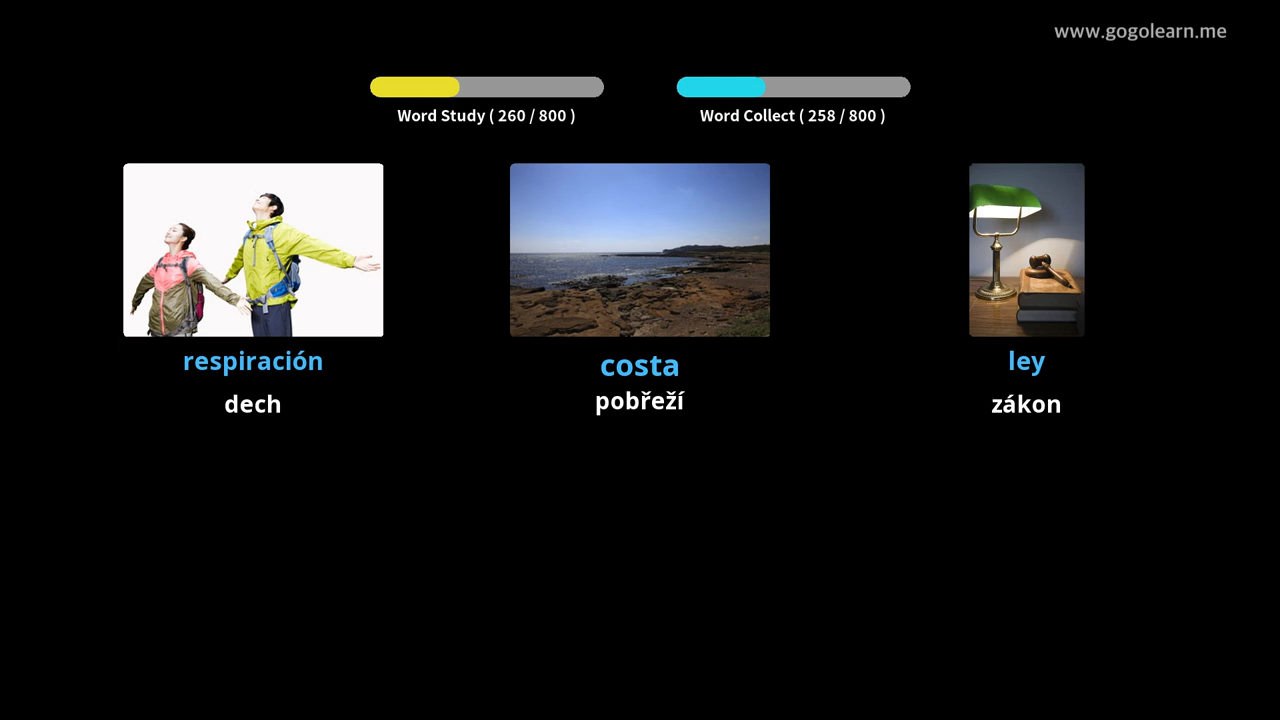 www.gogolearn.me
Word Study ( 260 / 800 )
Word Collect ( 258 / 800 )
respiración
dech
costa
pobřeží
ley
zákon